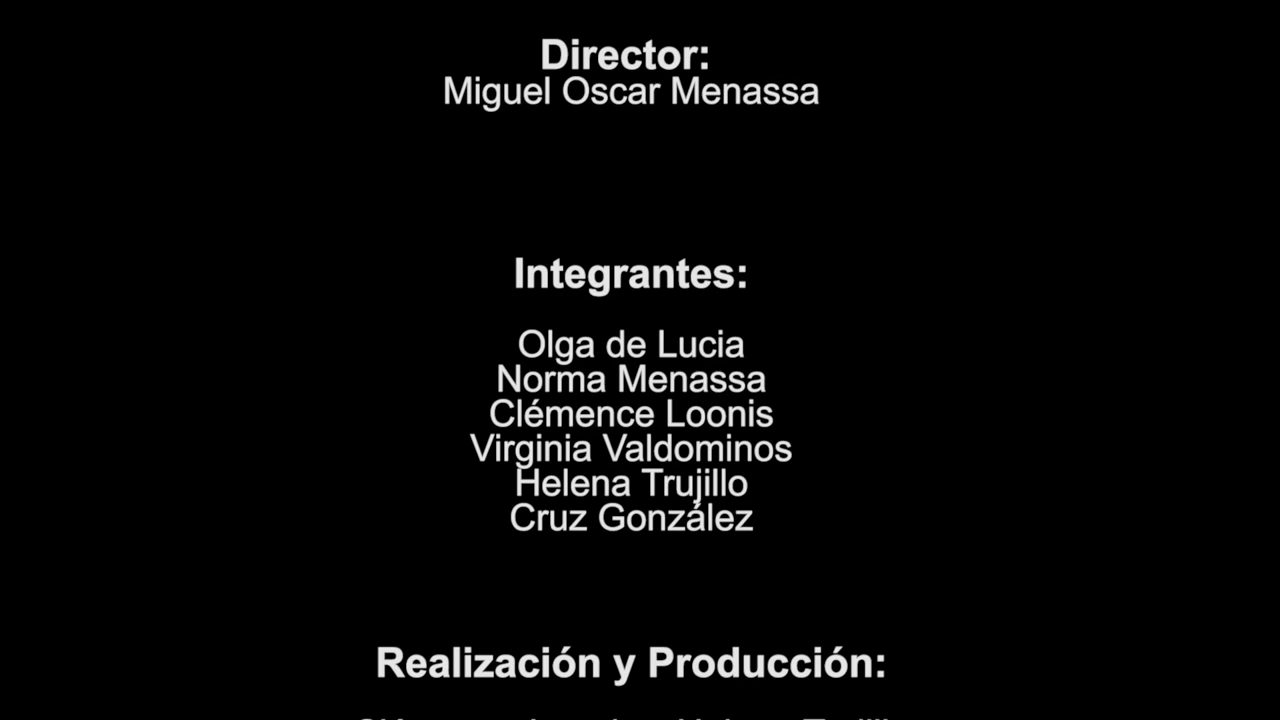 Director:
Miguel Oscar Menassa
Integrantes:
Olga de Lucia
Norma Menassa
Clémence Loonis
Virginia Valdominos
Helena Trujillo
Cruz González
Realización y Producción: